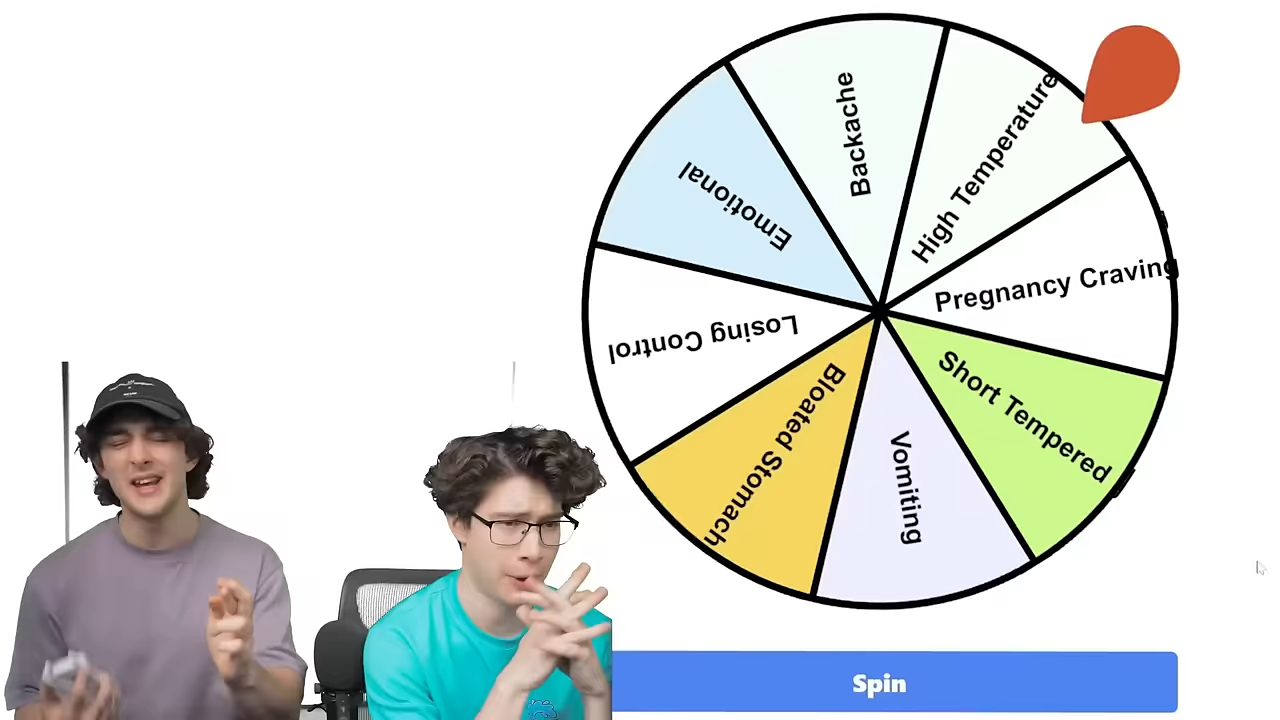 Backache
High Temperature
Pregnancy Craving
Short Tempered
Vomiting
Bloated Stomach
Losing Control
Emotional
Spin